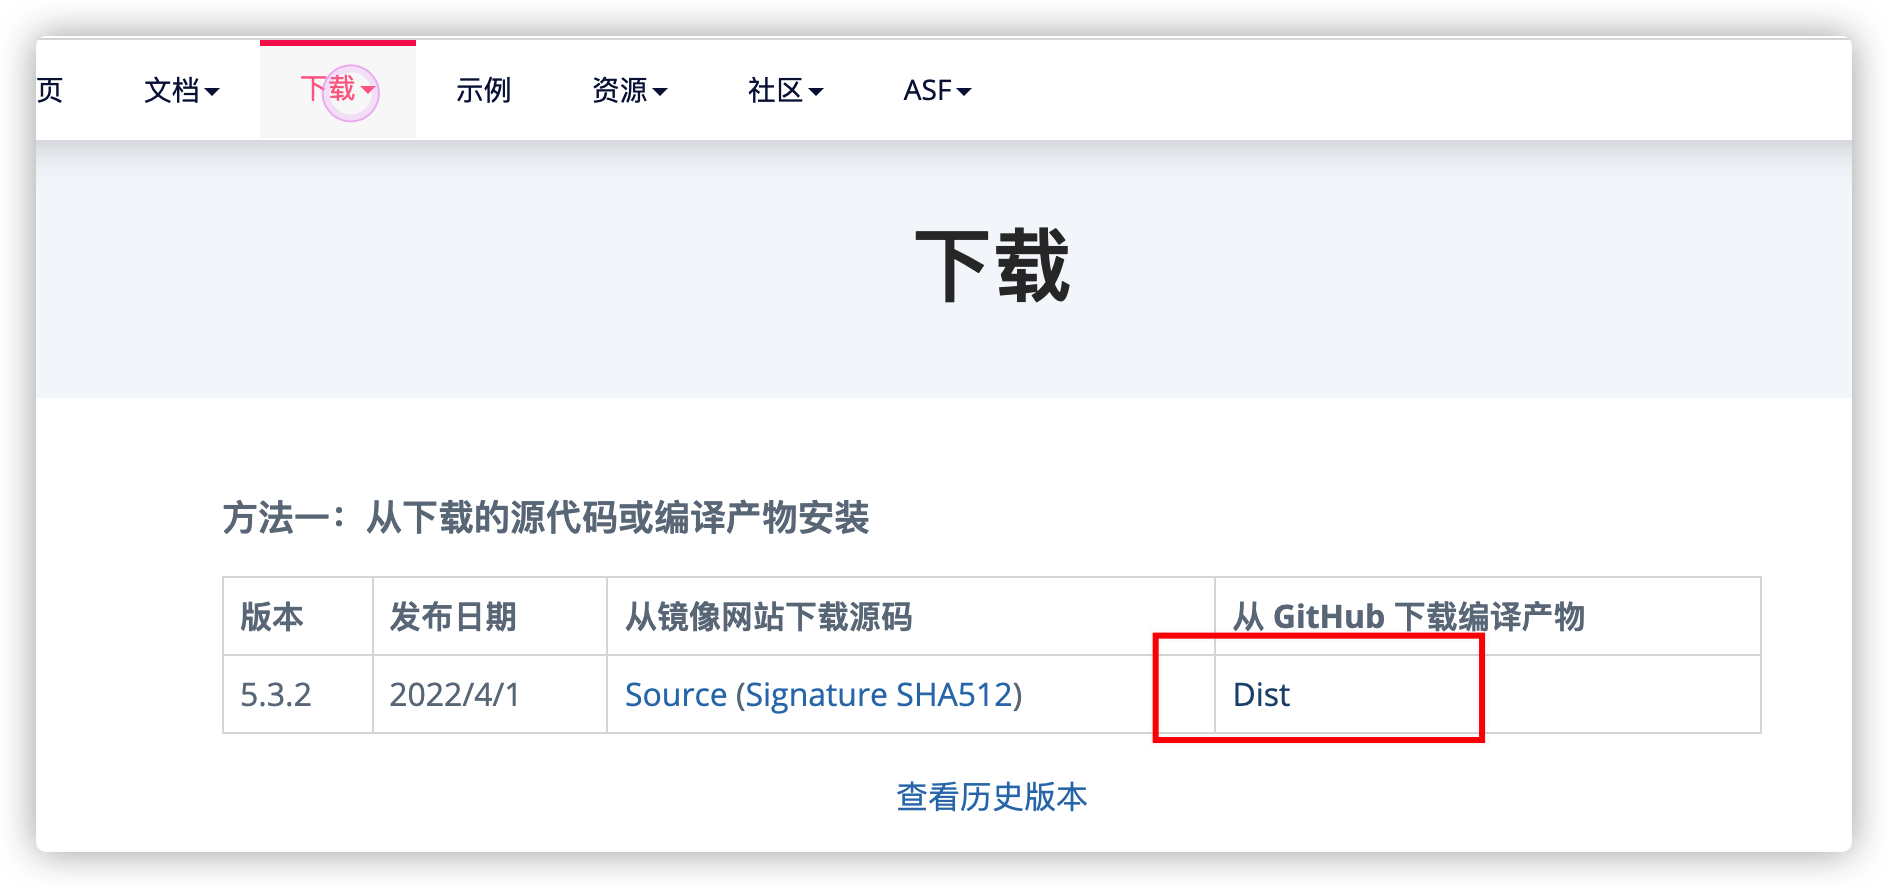 页 文档 下载 示例 资源 社区 ASF
下载
方法一：从下载的源代码或编译产物安装
版本 发布日期 从镜像网站下载源码 从 GitHub 下载编译产物
5.3.2 2022/4/1 Source (Signature SHA512) Dist
查看历史版本